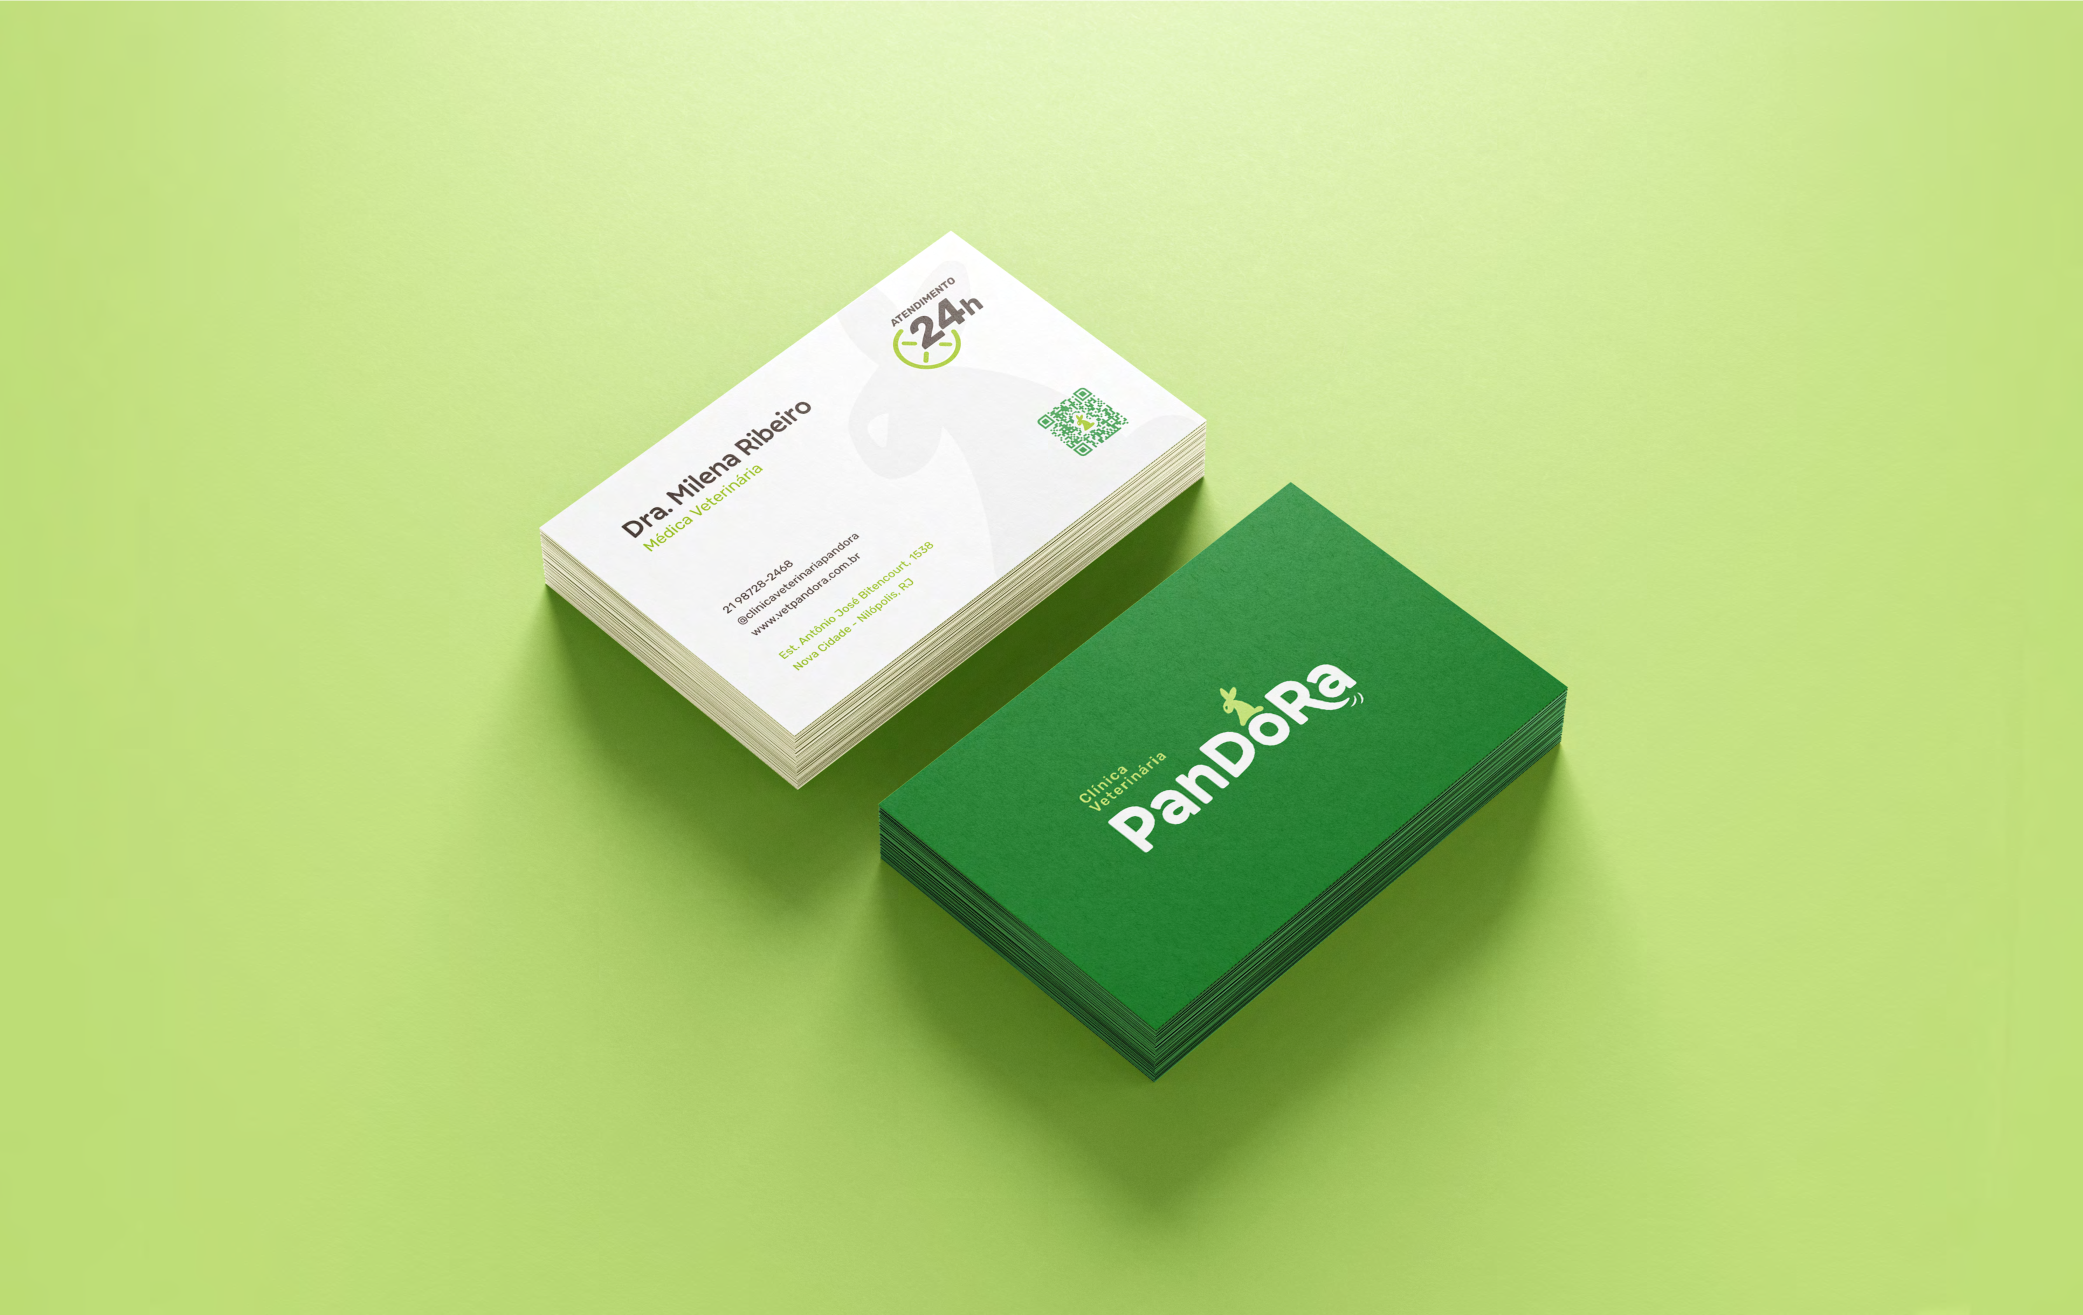 ATENDIMENTO
24h
Dra. Milena Ribeiro
Médica Veterinária
21 98728-2468
@clinicaveterinariapandora
www.vetpandora.com.br
Est. Antônio José Bitencourt, 1538
Nova Cidade - Nilópolis, RJ
Clínica
Veterinária
PanDoRa